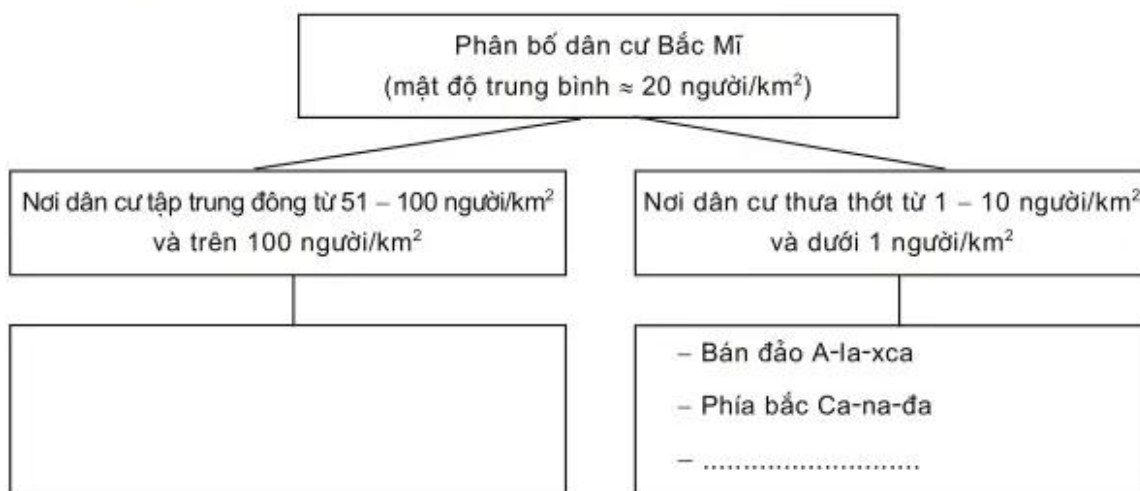 Phân bố dân cư Bắc Mĩ
(mật độ trung bình ≈ 20 người/km²)
Nơi dân cư tập trung đông từ 51 – 100 người/km²
và trên 100 người/km²
Nơi dân cư thưa thớt từ 1 – 10 người/km²
và dưới 1 người/km²
– Bán đảo A-la-xca
– Phía bắc Ca-na-đa
– ............................